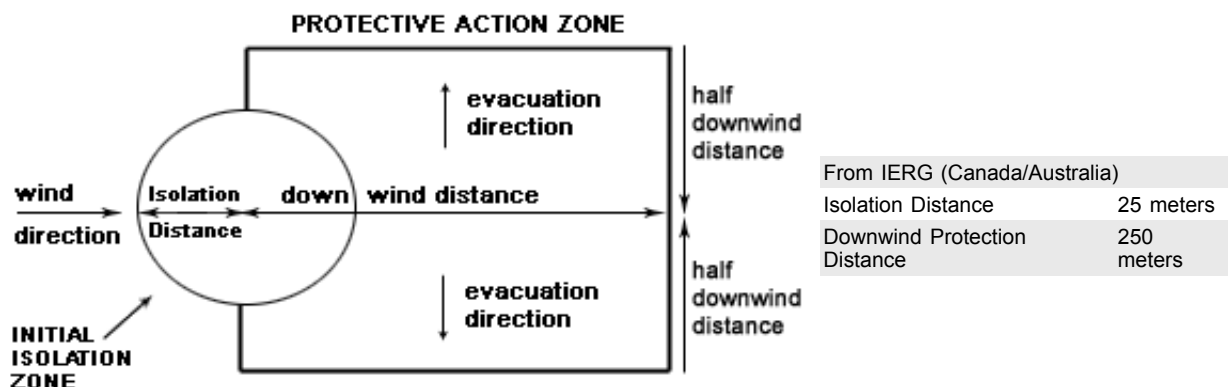 PROTECTIVE ACTION ZONE
evacuation
direction
half
downwind
distance
wind
direction
Isolation
Distance
down wind distance
evacuation
direction
half
downwind
distance
INITIAL
ISOLATION
ZONE
From IERG (Canada/Australia)
Isolation Distance 25 meters
Downwind Protection 250
Distance meters